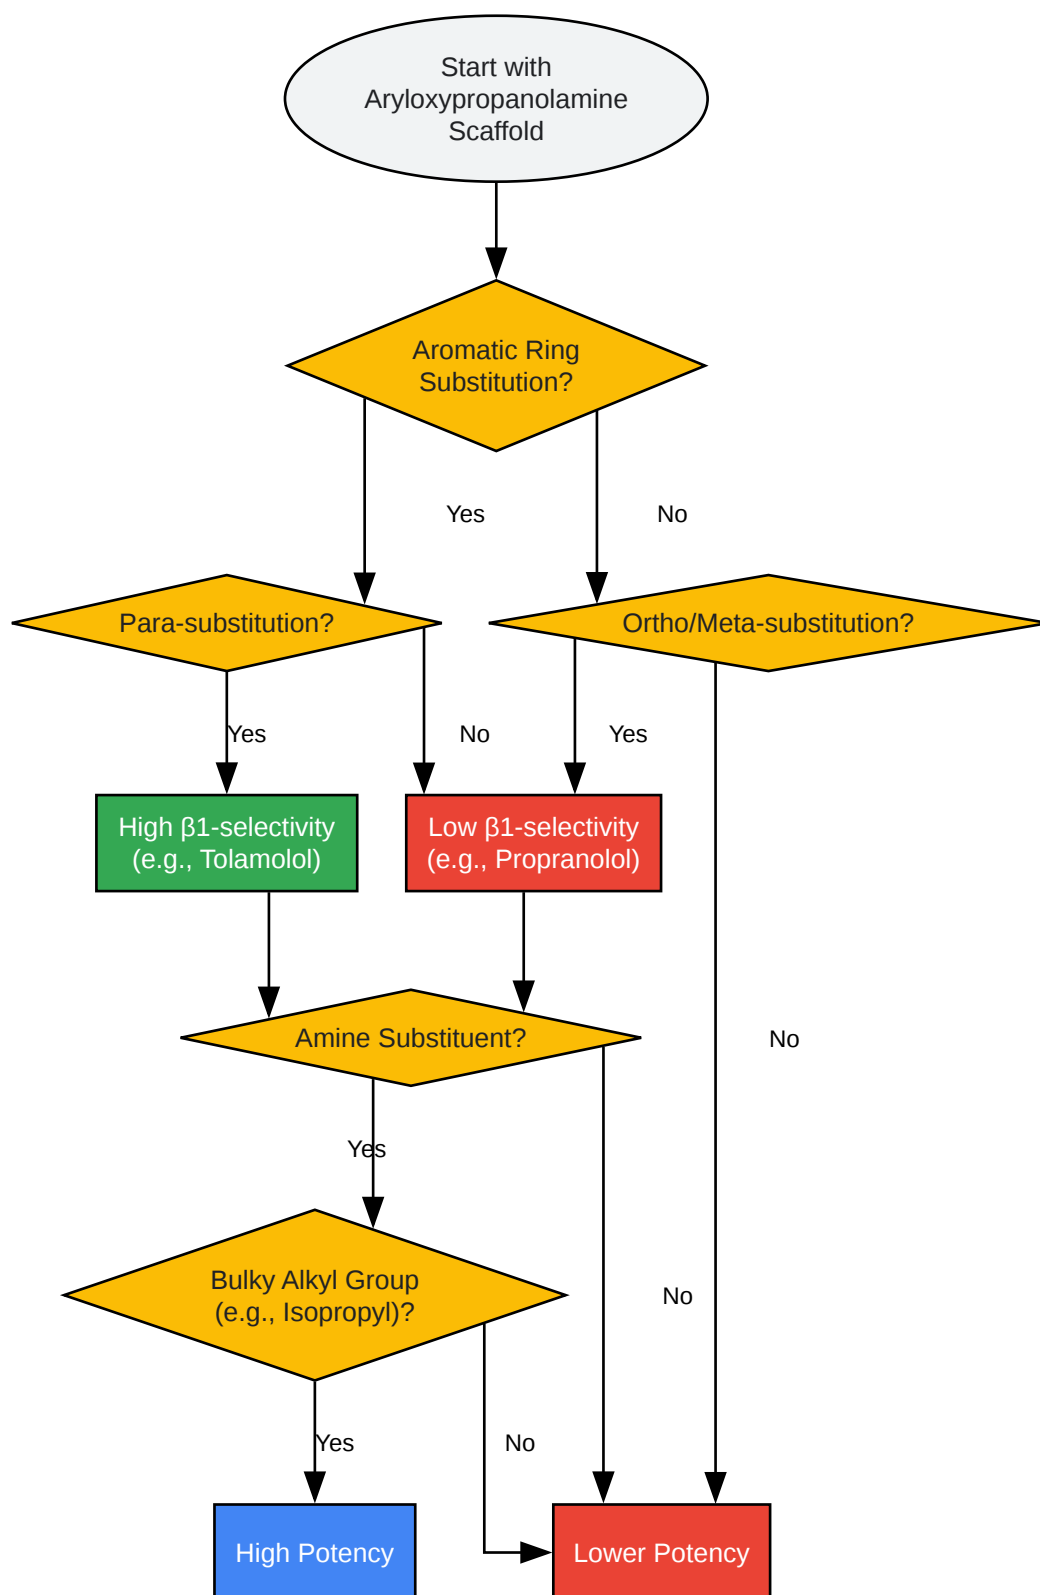 Start with
Aryloxypropanolamine
Scaffold
Aromatic Ring
Substitution?
Yes
No
Para-substitution?
Ortho/Meta-substitution?
Yes
No
Yes
High β1-selectivity
(e.g., Tolamolol)
Low β1-selectivity
(e.g., Propranolol)
Amine Substituent?
No
Yes
Bulky Alkyl Group
(e.g., Isopropyl)?
No
Yes
No
High Potency
Lower Potency